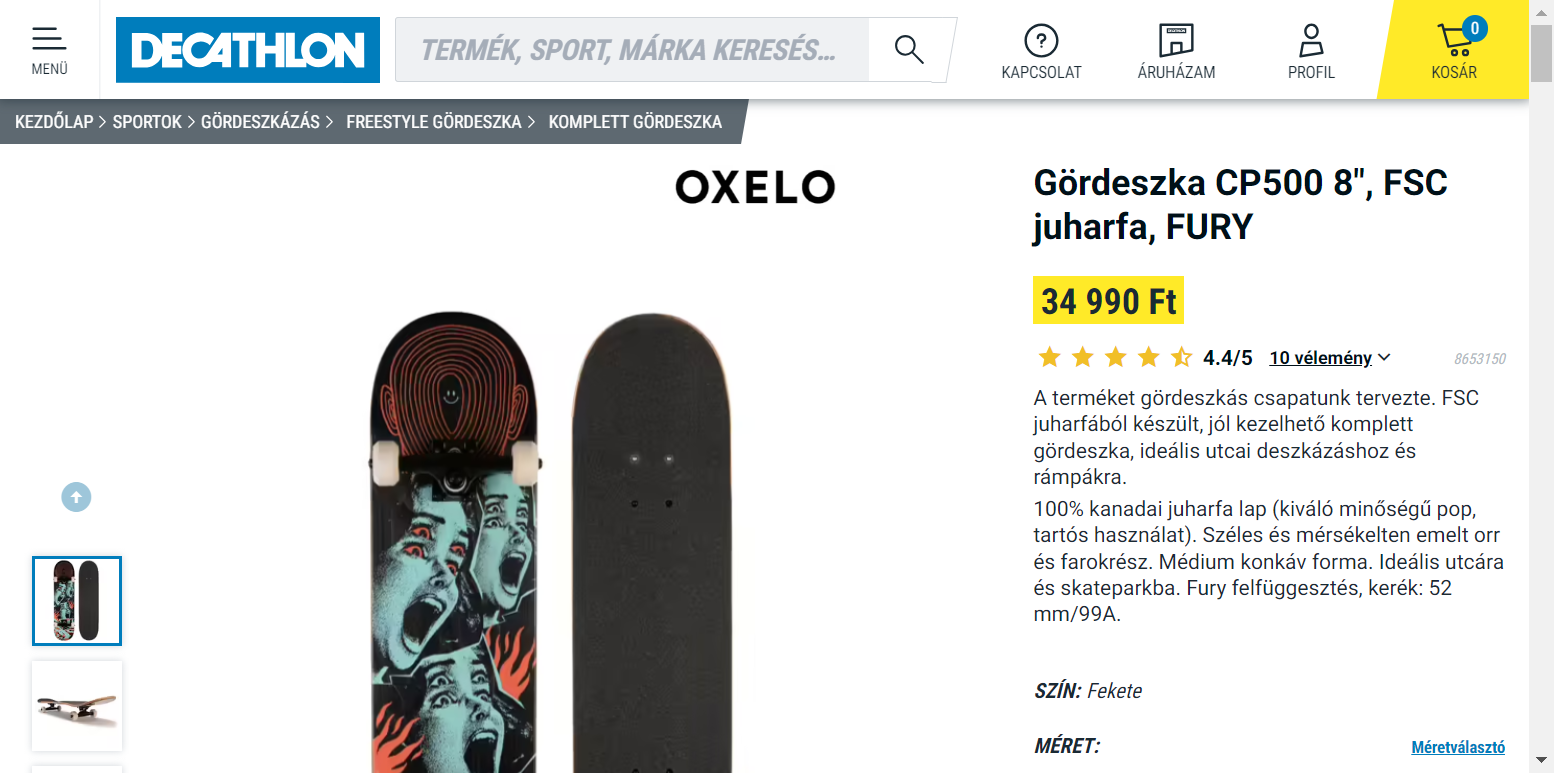 MENÜ
DECATHLON
TERMÉK, SPORT, MÁRKA KERESÉS...
KAPCSOLAT
DECATHLON
ÁRUHÁZAM
PROFIL
0
KOSÁR
KEZDŐLAP > SPORTOK > GÖRDESZKÁZÁS > FREESTYLE GÖRDESZKA > KOMPLETT GÖRDESZKA
OXELO
Gördeszka CP500 8", FSC
juharfa, FURY
34 990 Ft
4.4/5 10 vélemény 8653150
A terméket gördeszkás csapatunk tervezte. FSC
juharfából készült, jól kezelhető komplett
gördeszka, ideális utcai deszkázáshoz és
rámpákra.
100% kanadai juharfa lap (kiváló minőségű pop,
tartós használat). Széles és mérsékelten emelt orr
és farokrész. Médium konkáv forma. Ideális utcára
és skateparkba. Fury felfüggesztés, kerék: 52
mm/99A.
SZÍN: Fekete
MÉRET: Méretválasztó